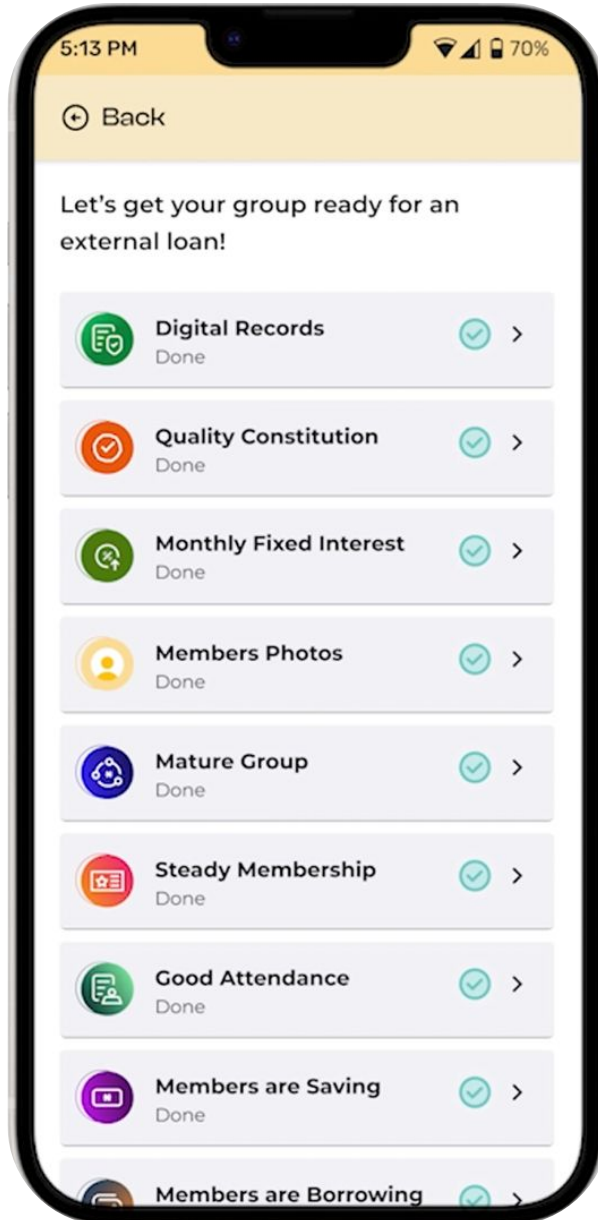 5:13 PM
70%
Back
Let’s get your group ready for an
external loan!
Digital Records
Done
Quality Constitution
Done
Monthly Fixed Interest
Done
Members Photos
Done
Mature Group
Done
Steady Membership
Done
Good Attendance
Done
Members are Saving
Done
Members are Borrowing